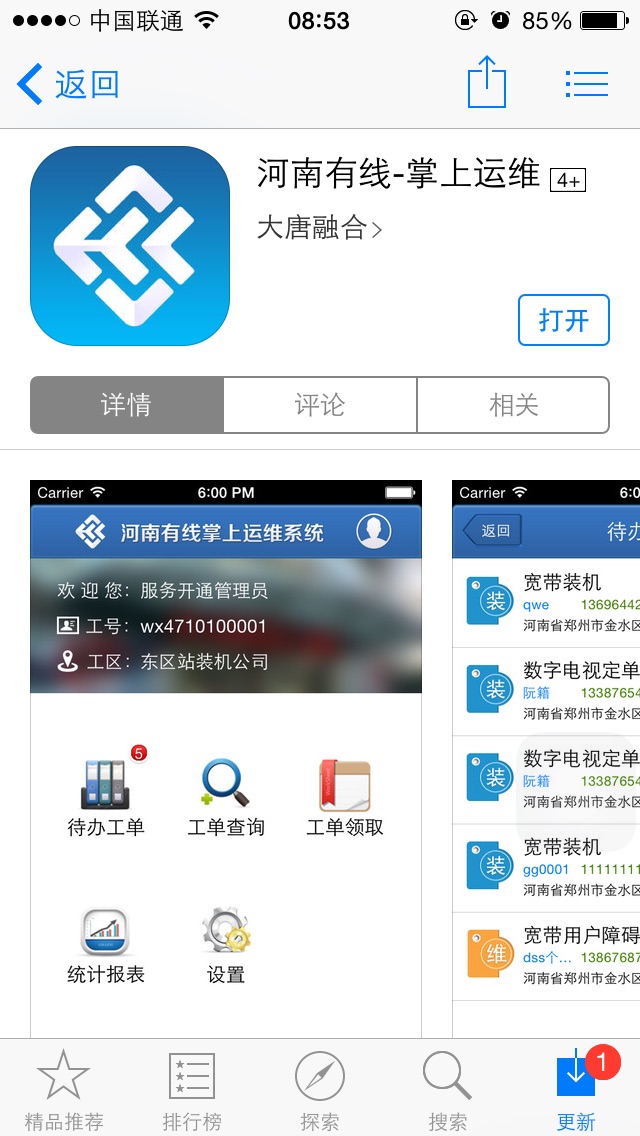 中国联通 08:53 85%
返回
河南有线-掌上运维 4+
大唐融合
打开
详情 评论 相关
Carrier 6:00 PM
河南有线掌上运维系统
欢 迎 您： 服务开通管理员
工号： wx4710100001
工区： 东区站装机公司
5
待办工单 工单查询 工单领取
统计报表 设置
Carrier 6:0
返回 待办
装 宽带装机
qwe 13696442
河南省郑州市金水区
装 数字电视定单
阮籍 13387654
河南省郑州市金水区
装 数字电视定单
阮籍 13387654
河南省郑州市金水区
装 宽带装机
gg0001 11111111
河南省郑州市金水区
维 宽带用户障碍
dss个... 13867687
河南省郑州市金水区
1
精品推荐 排行榜 探索 搜索 更新